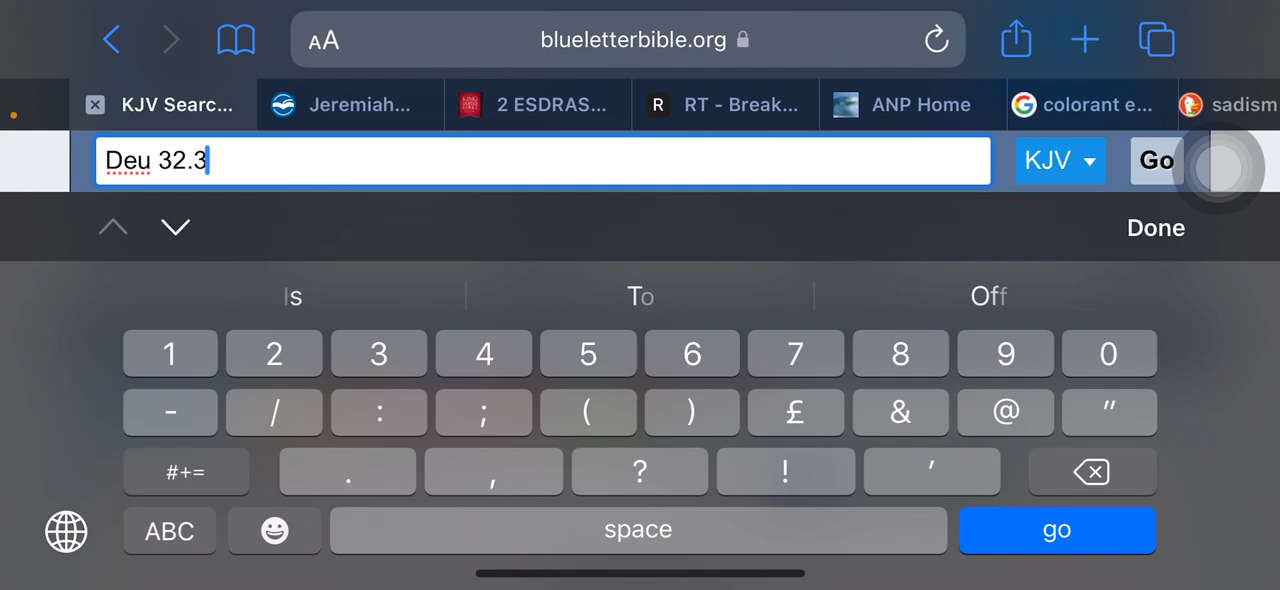 AA blueletterbible.org
KJV Searc... Jeremiah... 2 ESDRAS... R RT - Break... ANP Home G colorant e... sadism
Deu 32.3 KJV Go
Done
Is To Off
1 2 3 4 5 6 7 8 9 0
- / : ; ( ) £ & @ "
#+= . , ? ! '
ABC space go